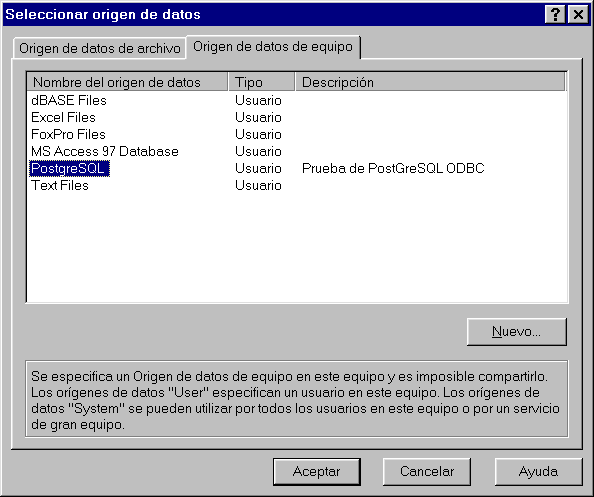 Seleccionar origen de datos
Origen de datos de archivo Origen de datos de equipo
Nombre del origen de datos Tipo Descripción
dBASE Files Usuario
Excel Files Usuario
FoxPro Files Usuario
MS Access 97 Database Usuario
PostgreSQL Usuario Prueba de PostGreSQL ODBC
Text Files Usuario
Nuevo...
Se especifica un Origen de datos de equipo en este equipo y es imposible compartirlo.
Los orígenes de datos "User" especifican un usuario en este equipo. Los orígenes de
datos "System" se pueden utilizar por todos los usuarios en este equipo o por un servicio
de gran equipo.
Aceptar Cancelar Ayuda